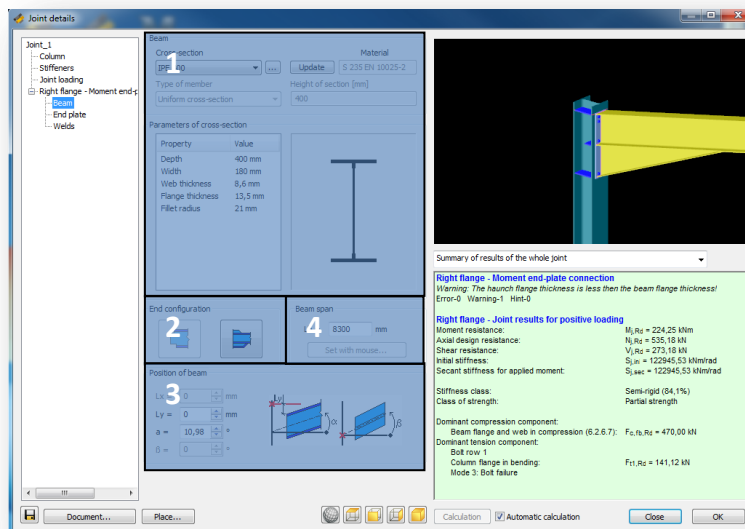 Joint details
Joint_1
Column
Stiffeners
Joint loading
Right flange - Moment end-p
Beam
End plate
Welds
Beam
Cross-section
Material
1
...
Update
S 235 EN 10025-2
Type of member
Height of section [mm]
Uniform cross-section
400
Parameters of cross-section
Property Value
Depth 400 mm
Width 180 mm
Web thickness 8,6 mm
Flange thickness 13,5 mm
Fillet radius 21 mm
End configuration
2
Beam span
4
8300 mm
Set with mouse...
Position of beam
3
Lx 0 mm
Ly = 0 mm
a = 10,98 °
β = 0 °
Ly
α
β
Summary of results of the whole joint
Right flange - Moment end-plate connection
Warning: The haunch flange thickness is less then the beam flange thickness!
Error-0 Warning-1 Hint-0
Right flange - Joint results for positive loading
Moment resistance: Mj,Rd = 224,25 kNm
Axial design resistance: Nj,Rd = 535,18 kN
Shear resistance: Vj,Rd = 273,18 kN
Initial stiffness: Sj,ini = 122945,53 kNm/rad
Secant stiffness for applied moment: Sj,sec = 122945,53 kNm/rad
Stiffness class: Semi-rigid (84,1%)
Class of strength: Partial strength
Dominant compression component:
Beam flange and web in compression (6.2.6.7): Fc,fb,Rd = 470,00 kN
Dominant tension component:
Bolt row 1
Column flange in bending: Ft1,Rd = 141,12 kN
Mode 3: Bolt failure
Document...
Place...
Calculation
Automatic calculation
Close
OK